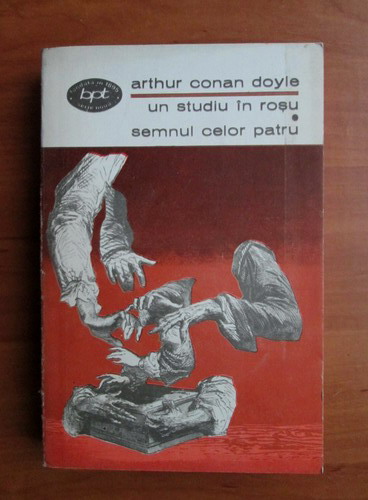 bpt
arthur conan doyle
un studiu în roșu
semnul celor patru